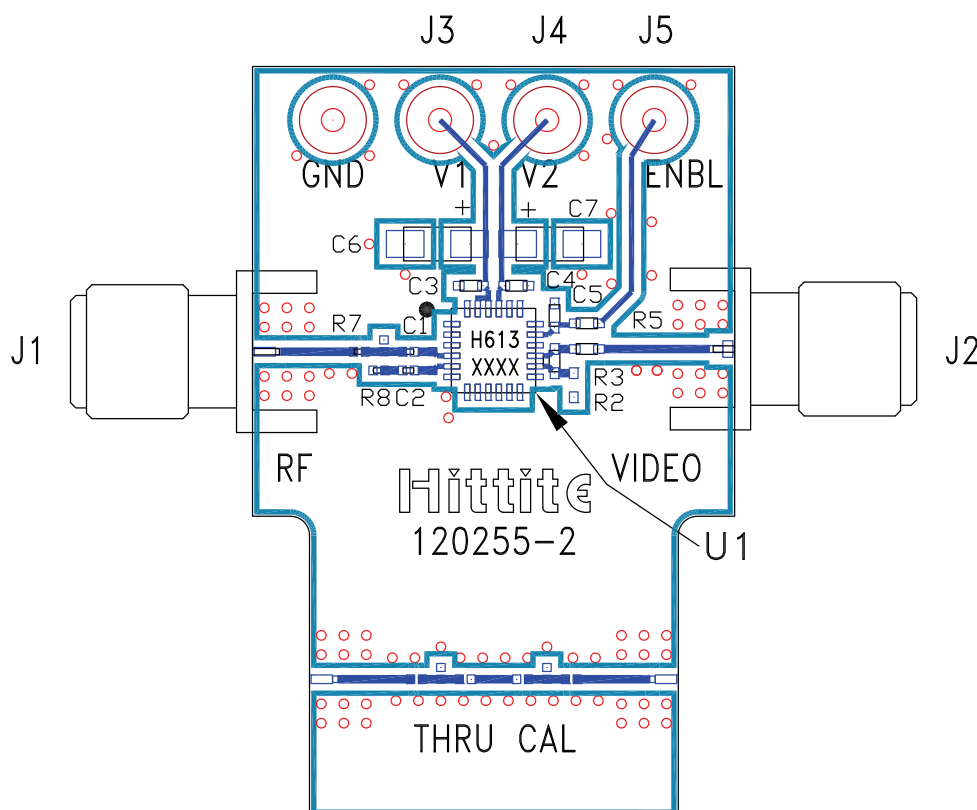 J3 J4 J5
GND V1 V2 ENBL
+ + C7
C6
C3 C4
C5
R7 C1 R5
H613
J1 J2
XXXX
R3
R8 C2
R2
RF VIDEO
Hittite
120255-2
U1
THRU CAL